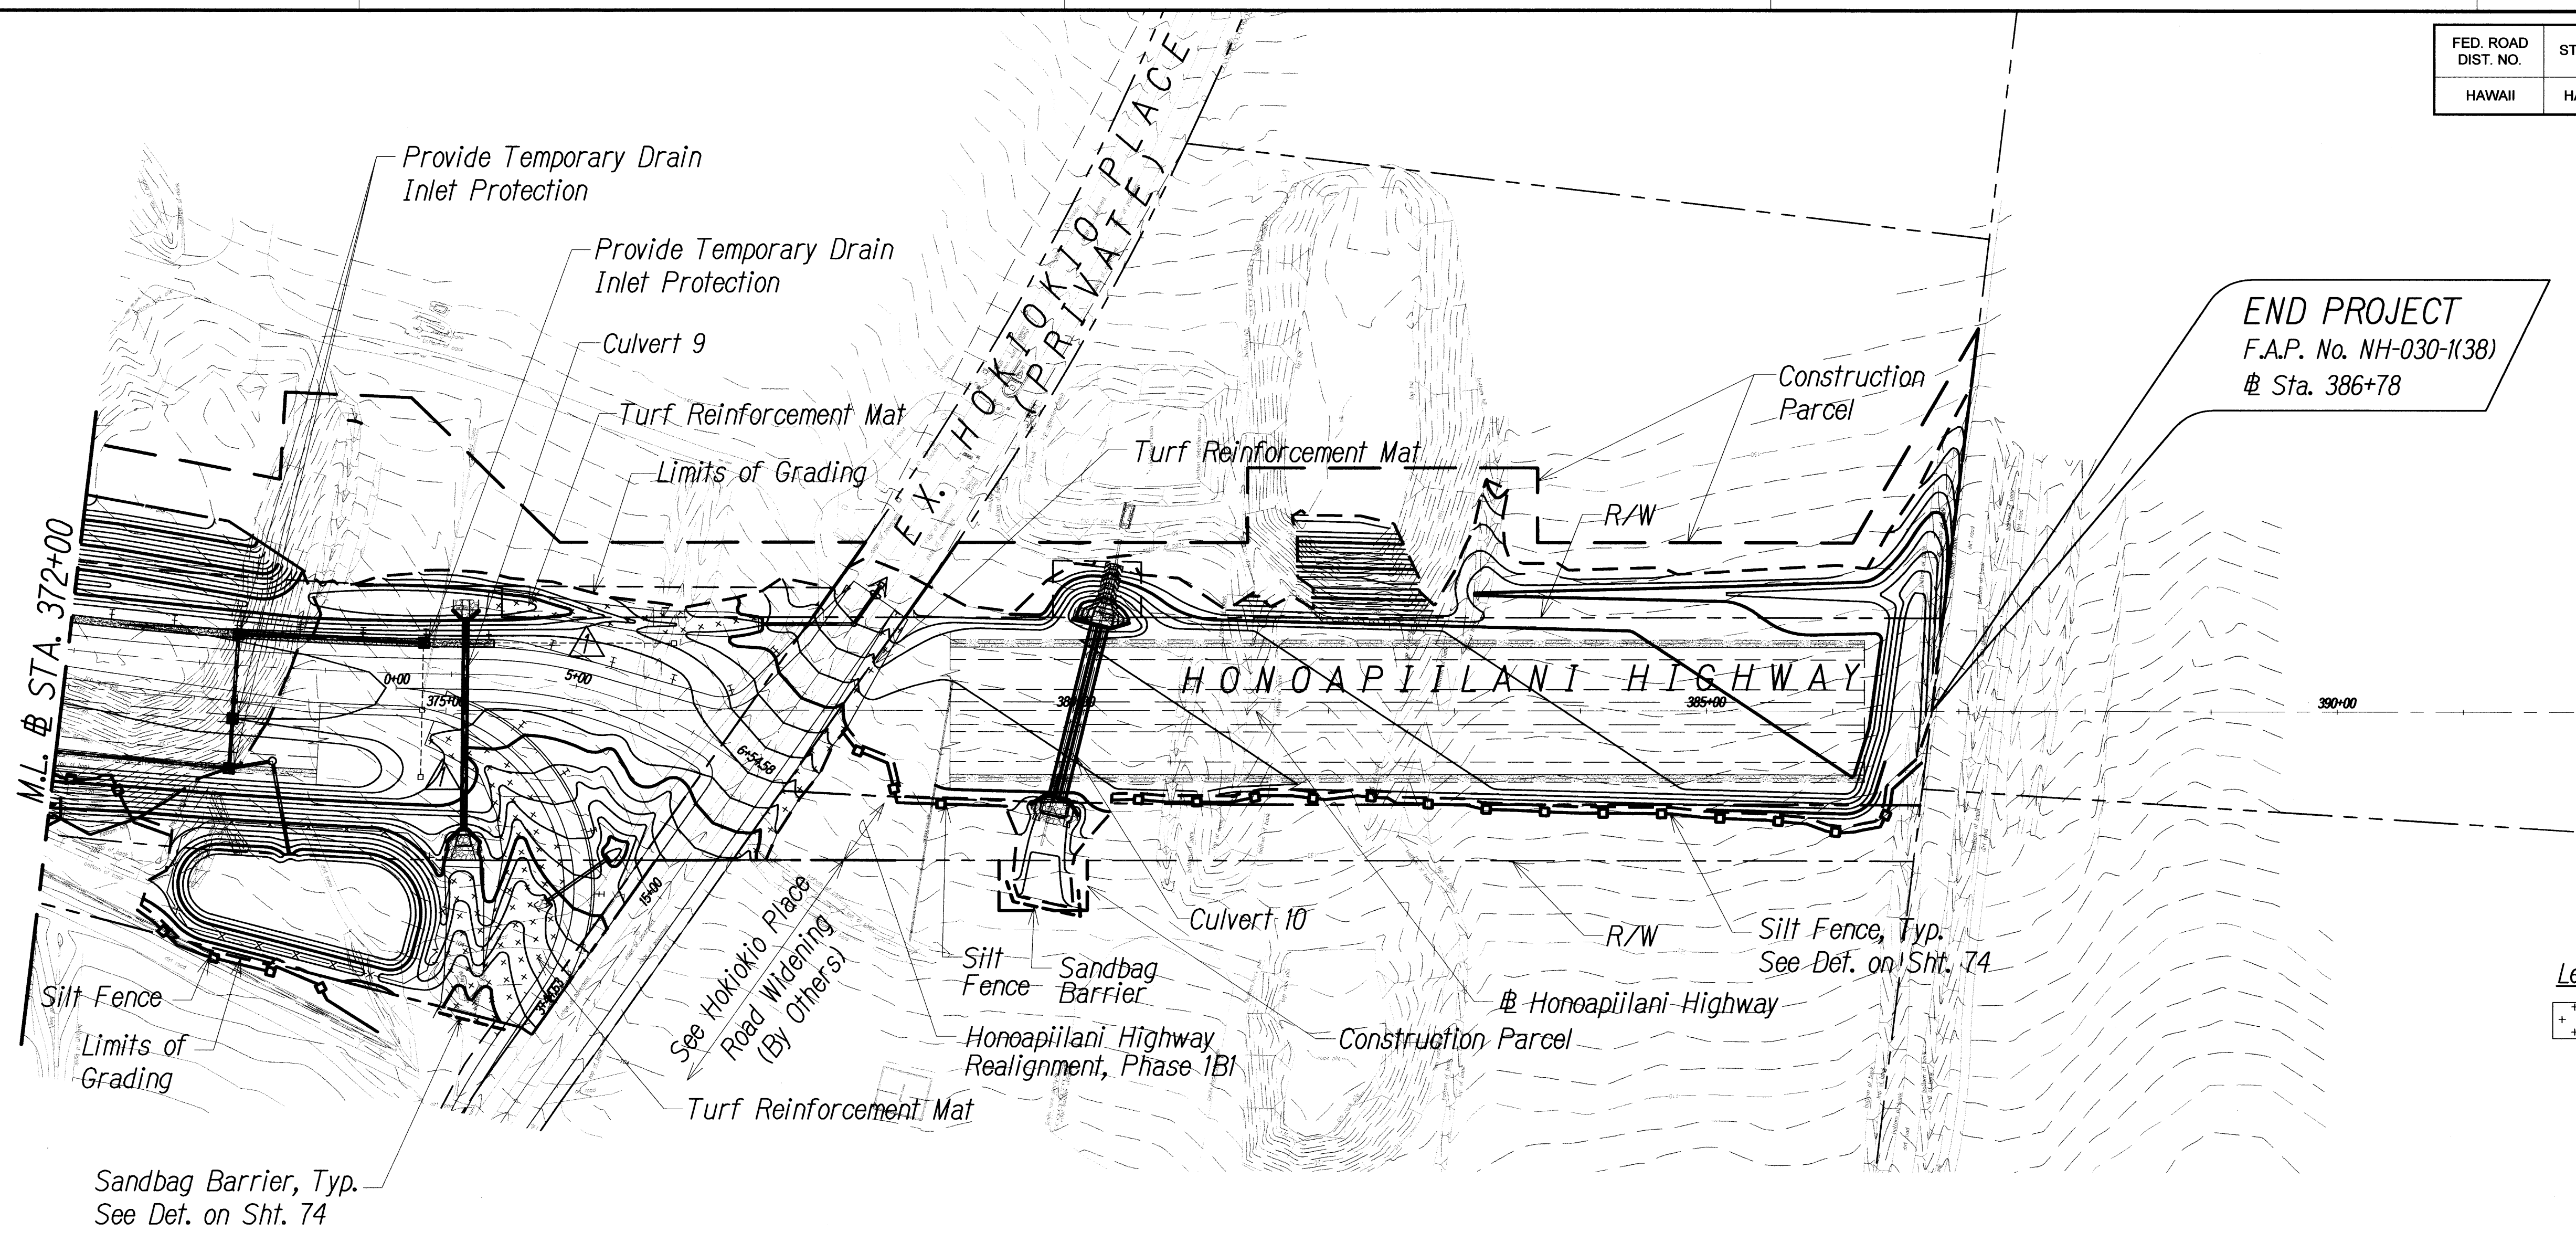 FED. ROAD
DIST. NO.
HAWAII
Provide Temporary Drain
Inlet Protection
Provide Temporary Drain
Inlet Protection
Culvert 9
Turf Reinforcement Mat
Limits of Grading
EX. HOKIOKIO PLACE
(PRIVATE)
Turf Reinforcement Mat
Construction
Parcel
R/W
END PROJECT
F.A.P. No. NH-030-1(38)
℄ Sta. 386+78
M.L. ℄ STA. 372+00
0+00
5+00
375+00
6+54.58
15+00
HONOAPIILANI HIGHWAY
385+00
390+00
Silt Fence
Limits of
Grading
Sandbag Barrier, Typ.
See Det. on Sht. 74
See Hokiokio Place
Road Widening
(By Others)
Silt
Fence
Sandbag
Barrier
Honoapiilani Highway
Realignment, Phase 1B1
Turf Reinforcement Mat
Culvert 10
Construction Parcel
℄ Honoapiilani Highway
R/W
Silt Fence, Typ.
See Det. on Sht. 74